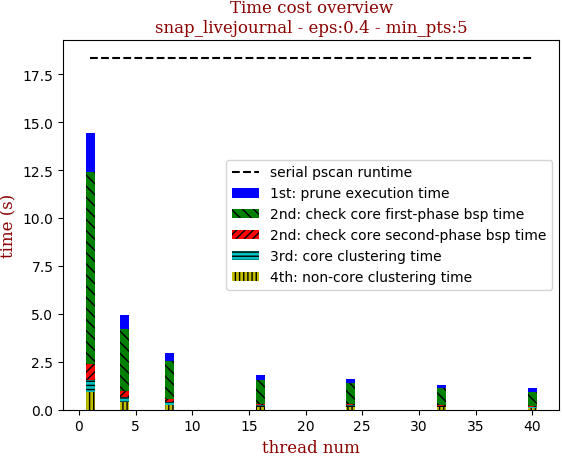 Time cost overview
snap_livejournal - eps:0.4 - min_pts:5
time (s)
17.5
15.0
12.5
10.0
7.5
5.0
2.5
0.0
serial pscan runtime
1st: prune execution time
2nd: check core first-phase bsp time
2nd: check core second-phase bsp time
3rd: core clustering time
4th: non-core clustering time
0 5 10 15 20 25 30 35 40
thread num